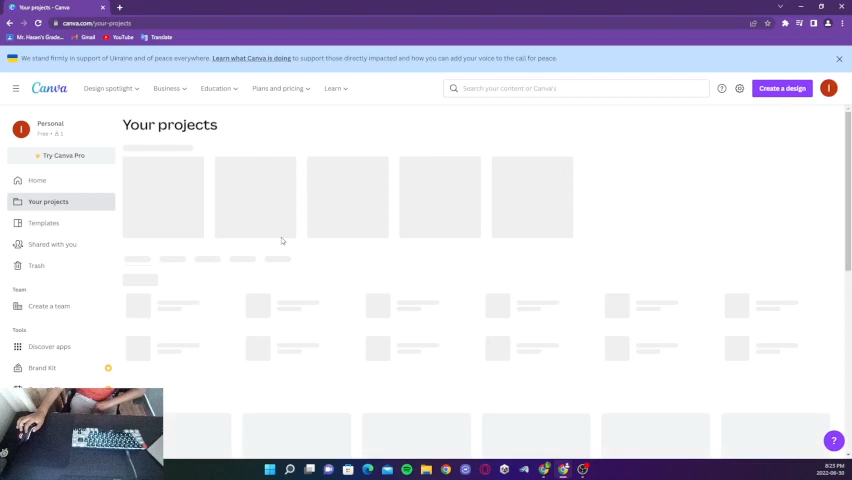 Your projects - Canva
canva.com/your-projects
Mr. Hasan's Grade...
Gmail
YouTube
Translate
We stand firmly in support of Ukraine and of peace everywhere. Learn what Canva is doing to support those directly impacted and how you can add your voice to the call for peace.
Canva
Design spotlight
Business
Education
Plans and pricing
Learn
Search your content or Canva's
Create a design
I
I
Personal
Free • 1
Try Canva Pro
Home
Your projects
Templates
Shared with you
Trash
Team
Create a team
Tools
Discover apps
Brand Kit
Your projects
?
8:23 PM
2022-06-30